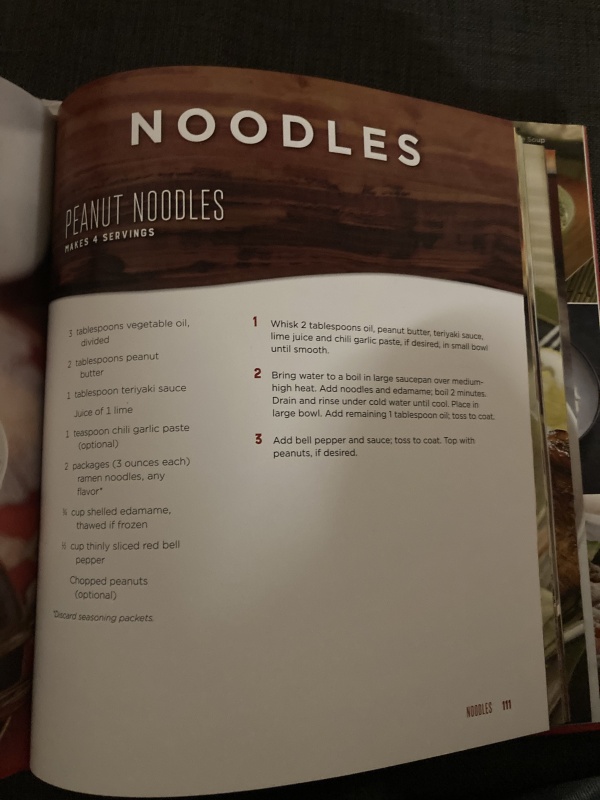 NOODLES
PEANUT NOODLES
MAKES 4 SERVINGS
3 tablespoons vegetable oil,
divided
2 tablespoons peanut
butter
1 tablespoon teriyaki sauce
Juice of 1 lime
1 teaspoon chili garlic paste
(optional)
2 packages (3 ounces each)
ramen noodles, any
flavor*
cup shelled edamame,
thawed if frozen
cup thinly sliced red bell
pepper
Chopped peanuts
(optional)
*Discard seasoning packets.
1 Whisk 2 tablespoons oil, peanut butter, teriyaki sauce,
lime juice and chili garlic paste, if desired, in small bowl
until smooth.
2 Bring water to a boil in large saucepan over medium-
high heat. Add noodles and edamame; boil 2 minutes.
Drain and rinse under cold water until cool. Place in
large bowl. Add remaining 1 tablespoon oil; toss to coat.
3 Add bell pepper and sauce; toss to coat. Top with
peanuts, if desired.
NOODLES 111
Soup